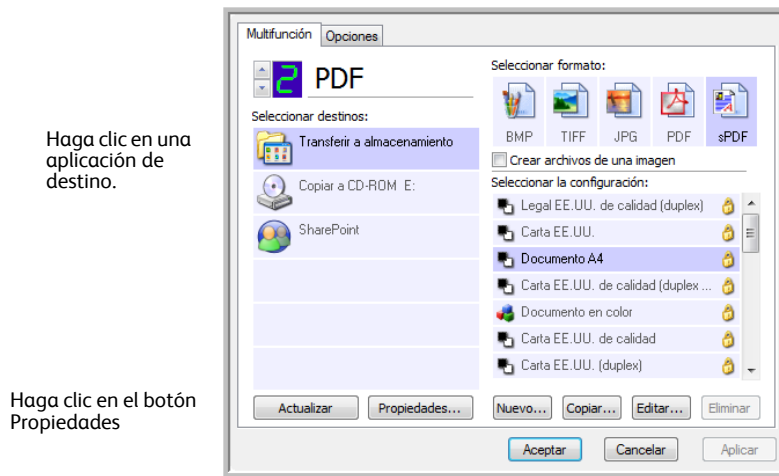 Haga clic en una
aplicación de
destino.
Haga clic en el botón
Propiedades
Multifunción Opciones
2 PDF
Seleccionar destinos:
Transferir a almacenamiento
Copiar a CD-ROM E:
SharePoint
Actualizar Propiedades...
Seleccionar formato:
BMP TIFF JPG PDF sPDF
Crear archivos de una imagen
Seleccionar la configuración:
Legal EE.UU. de calidad (duplex)
Carta EE.UU.
Documento A4
Carta EE.UU. de calidad (duplex ...
Documento en color
Carta EE.UU. de calidad
Carta EE.UU. (duplex)
Nuevo... Copiar... Editar... Eliminar
Aceptar Cancelar Aplicar